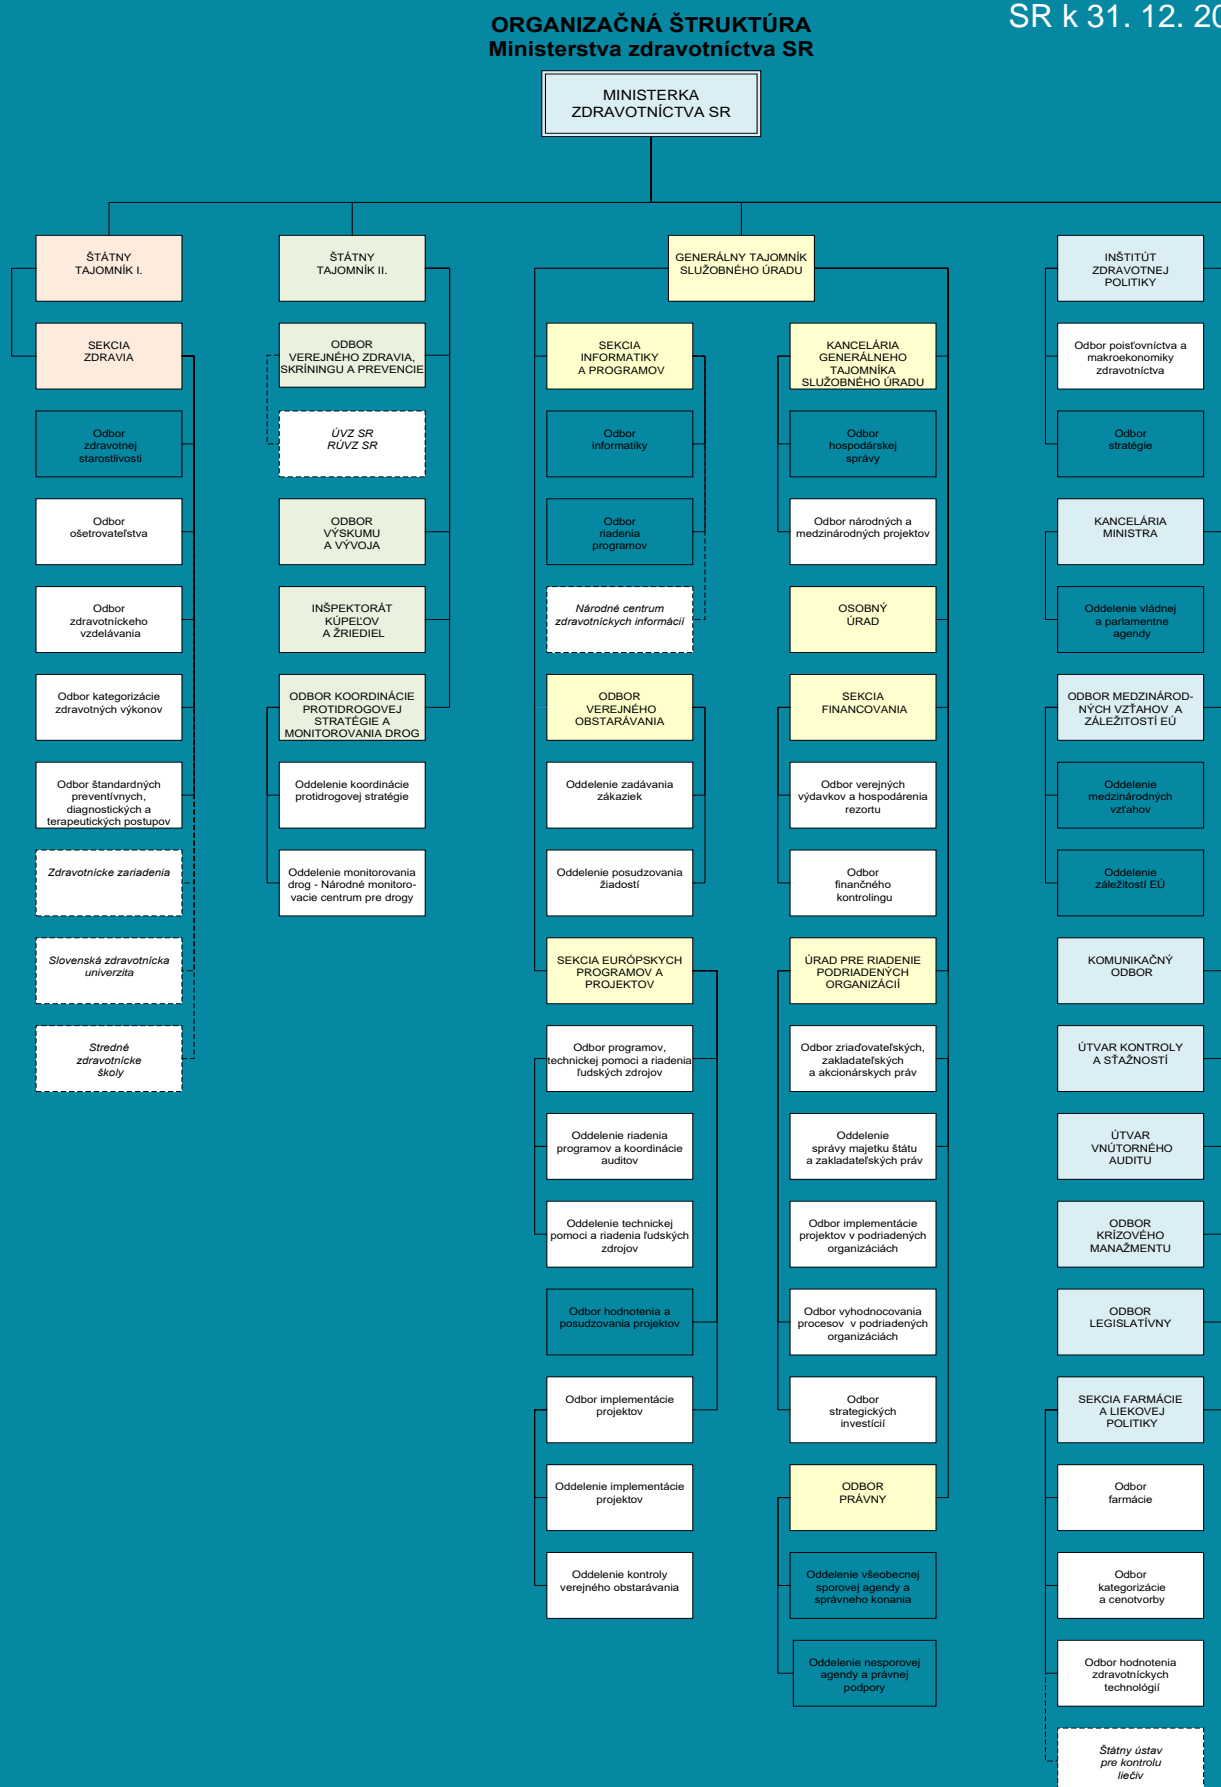 SR k 31. 12. 20
ORGANIZAČNÁ ŠTRUKTÚRA
Ministerstva zdravotníctva SR
MINISTERKA
ZDRAVOTNÍCTVA SR
ŠTÁTNY
TAJOMNÍK I.
SEKCIA
ZDRAVIA
Odbor
zdravotnej
starostlivosti
Odbor
ošetrovateľstva
Odbor
zdravotníckeho
vzdelávania
Odbor kategorizácie
zdravotných výkonov
Odbor štandardných
preventívnych,
diagnostických a
terapeutických postupov
Zdravotnícke zariadenia
Slovenská zdravotnícka
univerzita
Stredné
zdravotnícke
školy
ŠTÁTNY
TAJOMNÍK II.
ODBOR
VEREJNÉHO ZDRAVIA,
SKRÍNINGU A PREVENCIE
ÚVZ SR
RÚVZ SR
ODBOR
VÝSKUMU
A VÝVOJA
INŠPEKTORÁT
KÚPEĽOV
A ŽRIEDIEL
ODBOR KOORDINÁCIE
PROTIDROGOVEJ
STRATÉGIE A
MONITOROVANIA DROG
Oddelenie koordinácie
protidrogovej stratégie
Oddelenie monitorovania
drog - Národné monitoro-
vacie centrum pre drogy
GENERÁLNY TAJOMNÍK
SLUŽOBNÉHO ÚRADU
SEKCIA
INFORMATIKY
A PROGRAMOV
Odbor
informatiky
Odbor
riadenia
programov
Národné centrum
zdravotníckych informácií
ODBOR
VEREJNÉHO
OBSTARÁVANIA
Oddelenie zadávania
zákaziek
Oddelenie posudzovania
žiadostí
SEKCIA EURÓPSKYCH
PROGRAMOV A
PROJEKTOV
Odbor programov,
technickej pomoci a riadenia
ľudských zdrojov
Oddelenie riadenia
programov a koordinácie
auditov
Oddelenie technickej
pomoci a riadenia ľudských
zdrojov
Odbor hodnotenia a
posudzovania projektov
Odbor implementácie
projektov
Oddelenie implementácie
projektov
Oddelenie kontroly
verejného obstarávania
KANCELÁRIA
GENERÁLNEHO
TAJOMNÍKA
SLUŽOBNÉHO ÚRADU
Odbor
hospodárskej
správy
Odbor národných a
medzinárodných projektov
OSOBNÝ
ÚRAD
SEKCIA
FINANCOVANIA
Odbor verejných
výdavkov a hospodárenia
rezortu
Odbor
finančného
kontrolingu
ÚRAD PRE RIADENIE
PODRIADENÝCH
ORGANIZÁCIÍ
Odbor zriaďovateľských,
zakladateľských
a akcionárskych práv
Oddelenie
správy majetku štátu
a zakladateľských práv
Odbor implementácie
projektov v podriadených
organizáciách
Odbor vyhodnocovania
procesov  v podriadených
organizáciách
Odbor
strategických
investícií
ODBOR
PRÁVNY
Oddelenie všeobecnej
sporovej agendy a
správneho konania
Oddelenie nesporovej
agendy a právnej
podpory
INŠTITÚT
ZDRAVOTNEJ
POLITIKY
Odbor poisťovníctva a
makroekonomiky
zdravotníctva
Odbor
stratégie
KANCELÁRIA
MINISTRA
Oddelenie vládnej
a parlamentne
agendy
ODBOR MEDZINÁROD-
NÝCH VZŤAHOV  A
ZÁLEŽITOSTÍ EÚ
Oddelenie
medzinárodných
vzťahov
Oddelenie
záležitostí EÚ
KOMUNIKAČNÝ
ODBOR
ÚTVAR KONTROLY
A SŤAŽNOSTÍ
ÚTVAR
VNÚTORNÉHO
AUDITU
ODBOR
KRÍZOVÉHO
MANAŽMENTU
ODBOR
LEGISLATÍVNY
SEKCIA FARMÁCIE
A LIEKOVEJ
POLITIKY
Odbor
farmácie
Odbor
kategorizácie
a cenotvorby
Odbor hodnotenia
zdravotníckych
technológií
Štátny ústav
pre kontrolu
liečiv